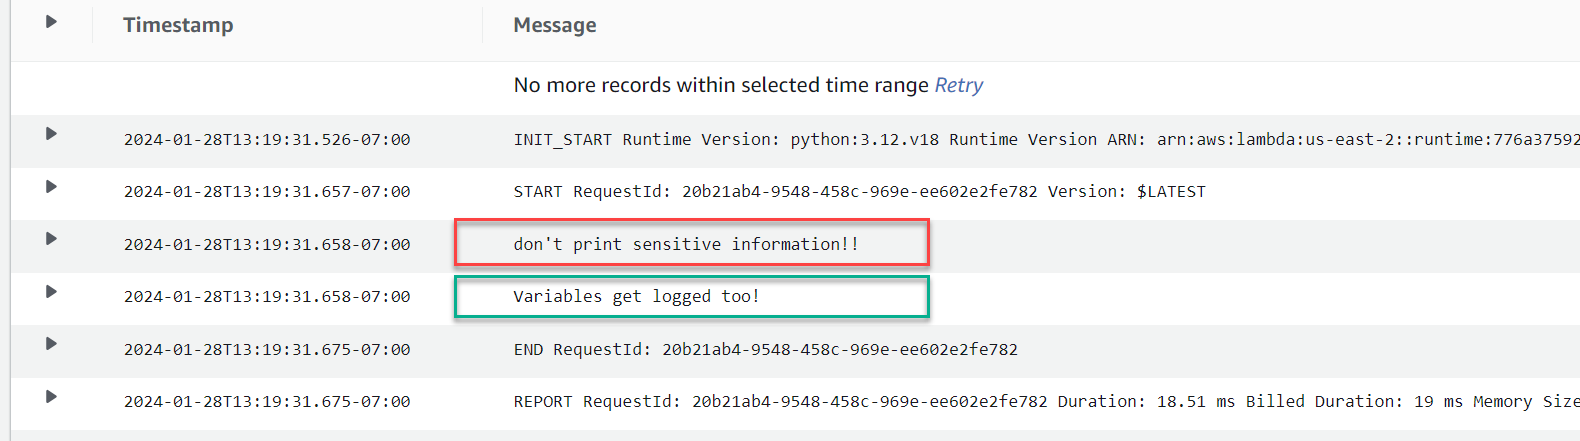 Timestamp Message
No more records within selected time range Retry
2024-01-28T13:19:31.526-07:00 INIT_START Runtime Version: python:3.12.v18 Runtime Version ARN: arn:aws:lambda:us-east-2::runtime:776a37592
2024-01-28T13:19:31.657-07:00 START RequestId: 20b21ab4-9548-458c-969e-ee602e2fe782 Version: $LATEST
2024-01-28T13:19:31.658-07:00 don't print sensitive information!!
2024-01-28T13:19:31.658-07:00 Variables get logged too!
2024-01-28T13:19:31.675-07:00 END RequestId: 20b21ab4-9548-458c-969e-ee602e2fe782
2024-01-28T13:19:31.675-07:00 REPORT RequestId: 20b21ab4-9548-458c-969e-ee602e2fe782 Duration: 18.51 ms Billed Duration: 19 ms Memory Size